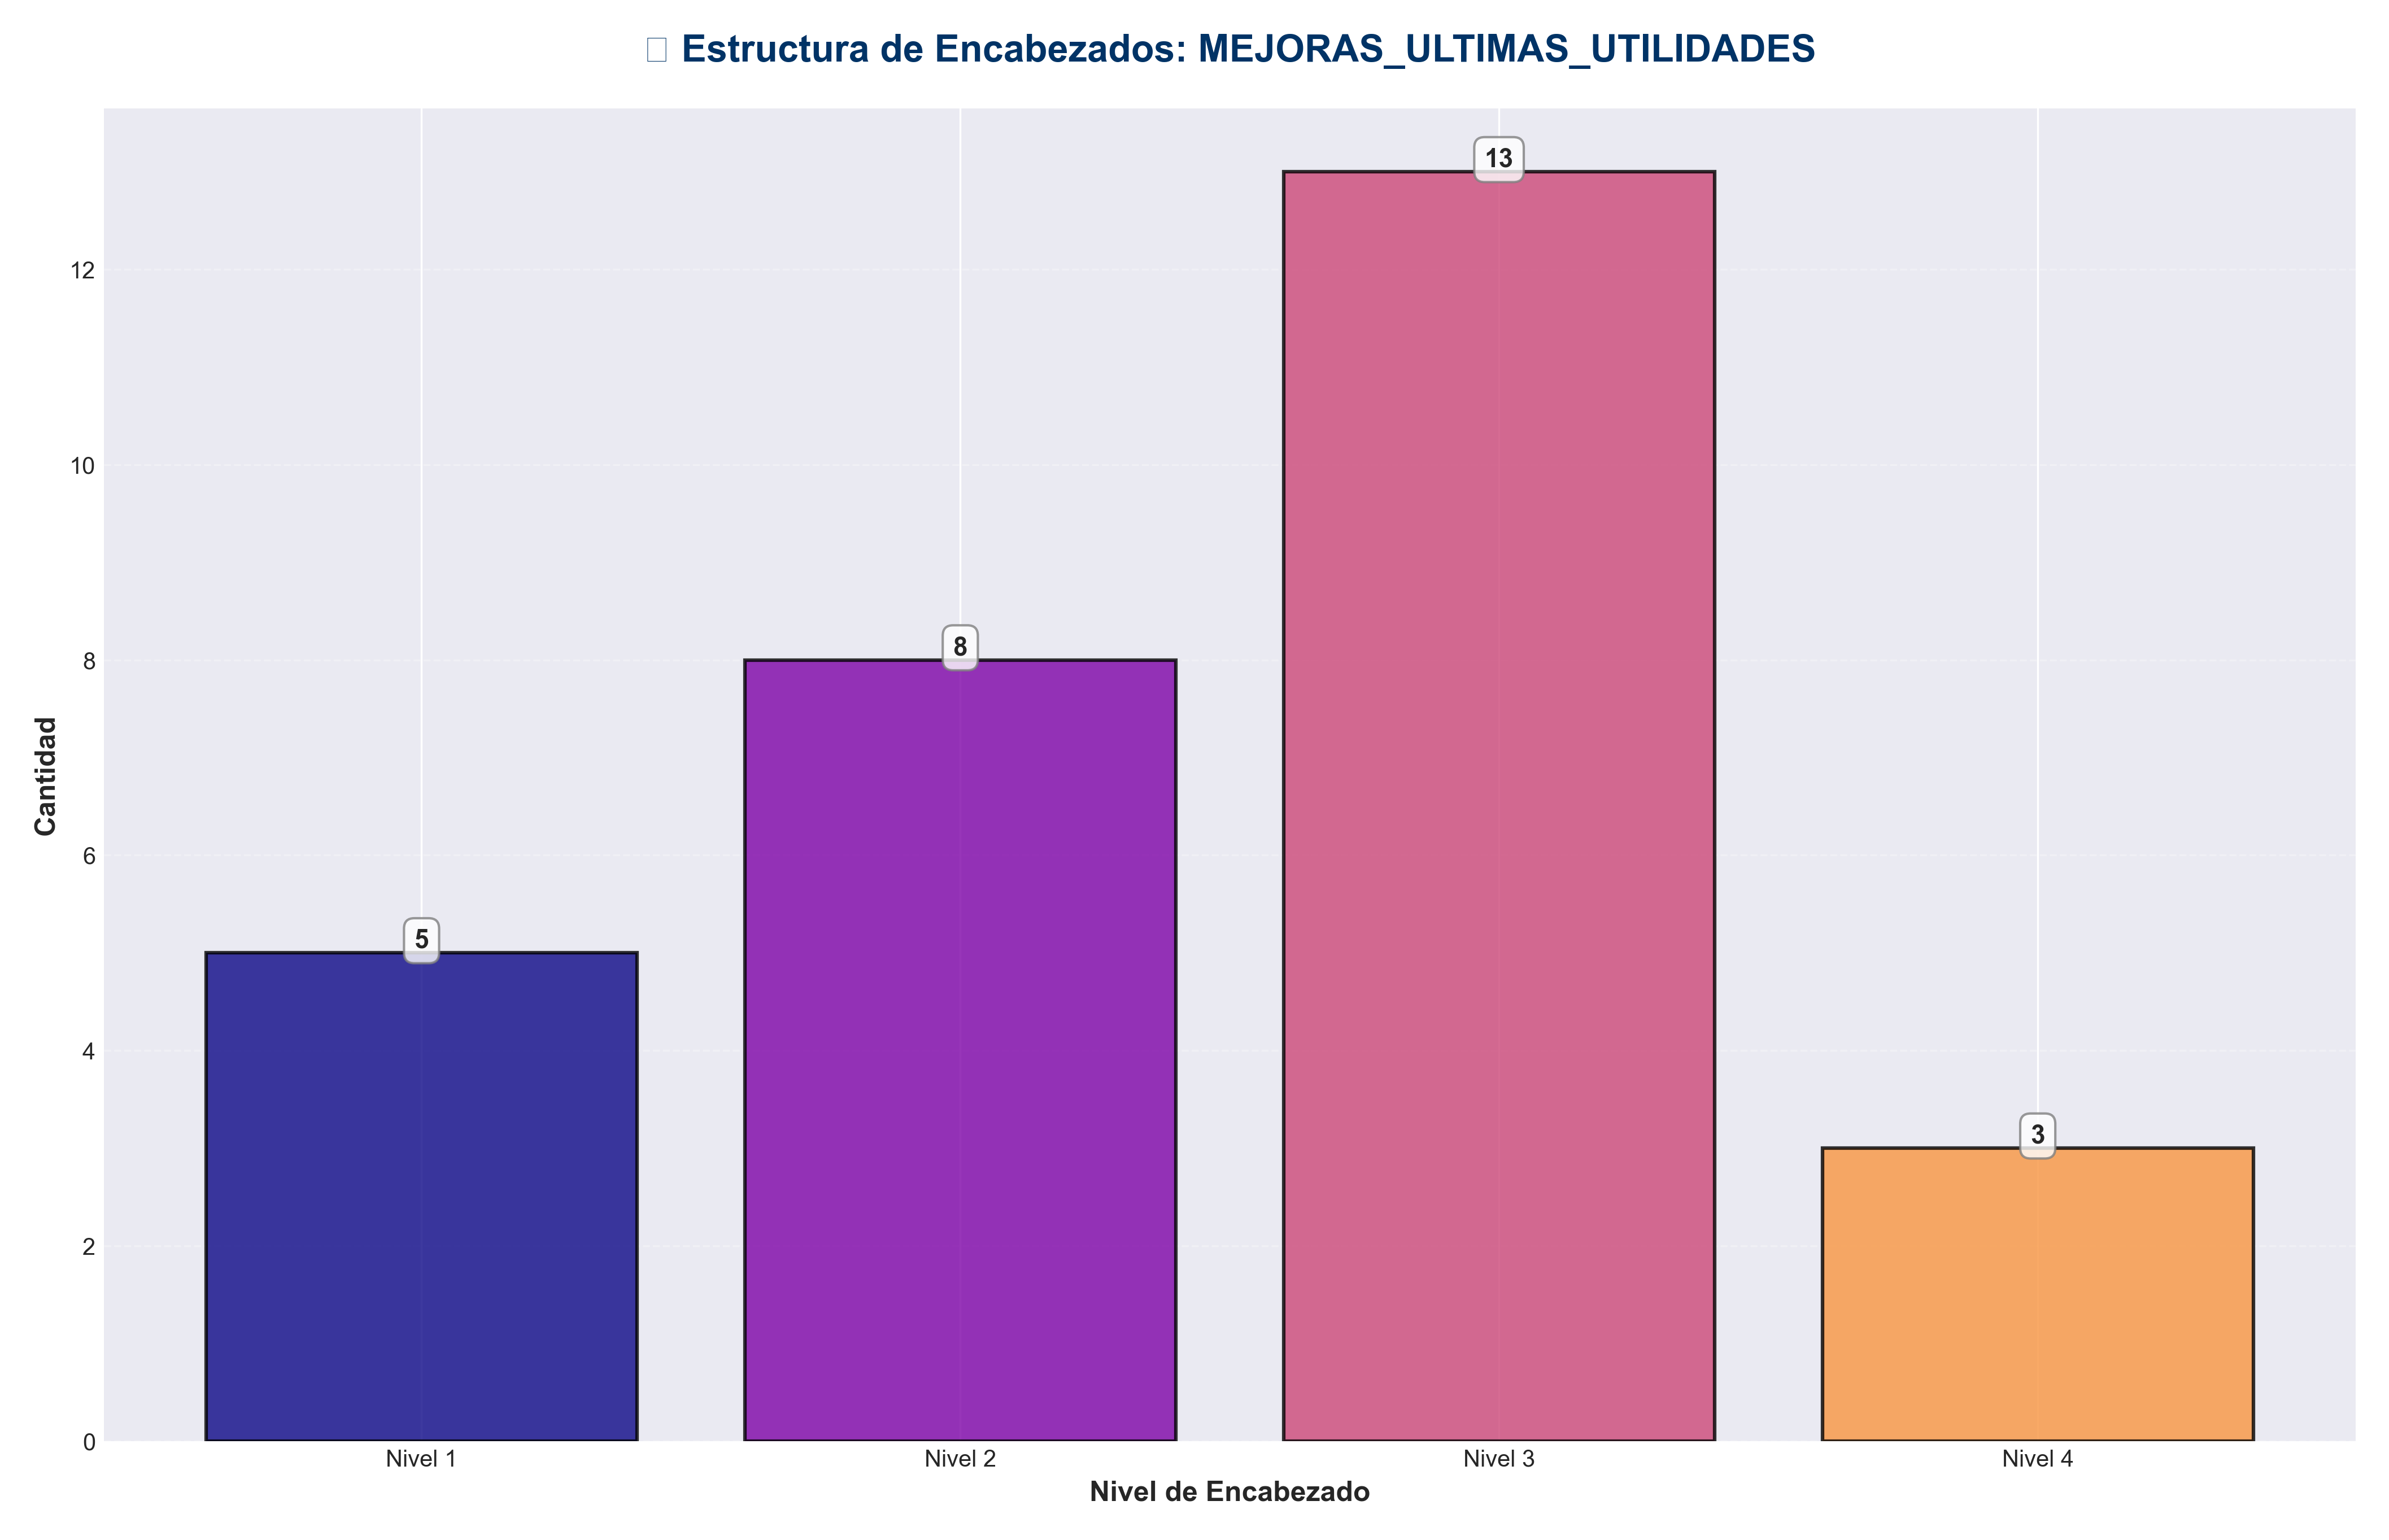 Estructura de Encabezados: MEJORAS_ULTIMAS_UTILIDADES
13
12
10
8
8
6
5
4
3
2
0
Cantidad
Nivel 1
Nivel 2
Nivel 3
Nivel 4
Nivel de Encabezado